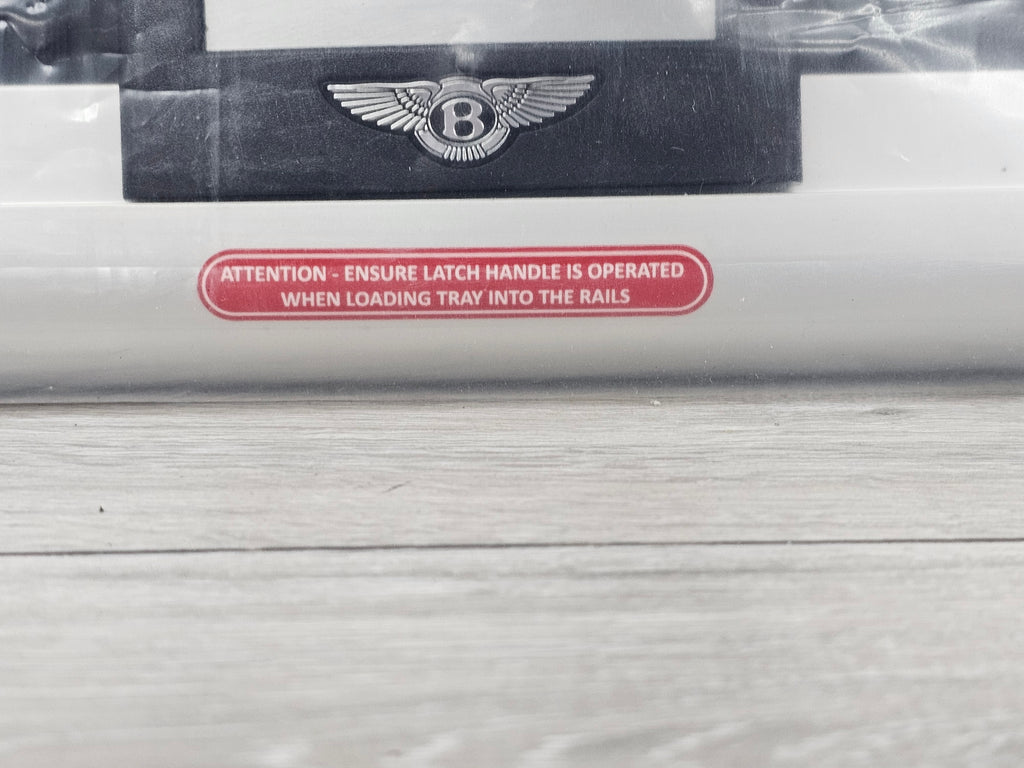 B
ATTENTION - ENSURE LATCH HANDLE IS OPERATED
WHEN LOADING TRAY INTO THE RAILS